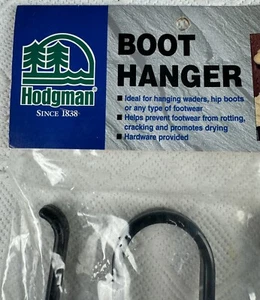 BOOT
HANGER
Hodgman®
SINCE 1838
■ Ideal for hanging waders, hip boots
or any type of footwear
■ Helps prevent footwear from rotting,
cracking and promotes drying
■ Hardware provided